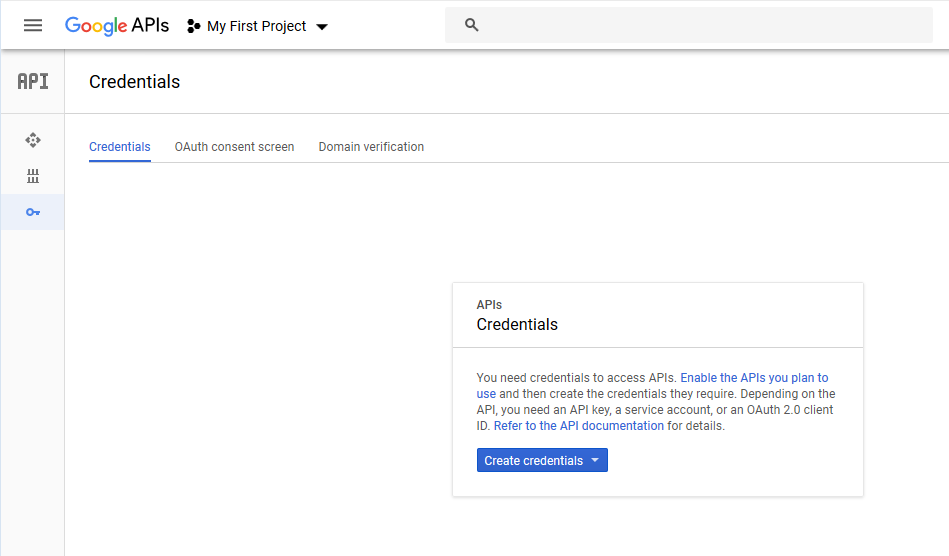 Google APIs My First Project
API
Credentials
Credentials OAuth consent screen Domain verification
APIs
Credentials
You need credentials to access APIs. Enable the APIs you plan to
use and then create the credentials they require. Depending on the
API, you need an API key, a service account, or an OAuth 2.0 client
ID. Refer to the API documentation for details.
Create credentials